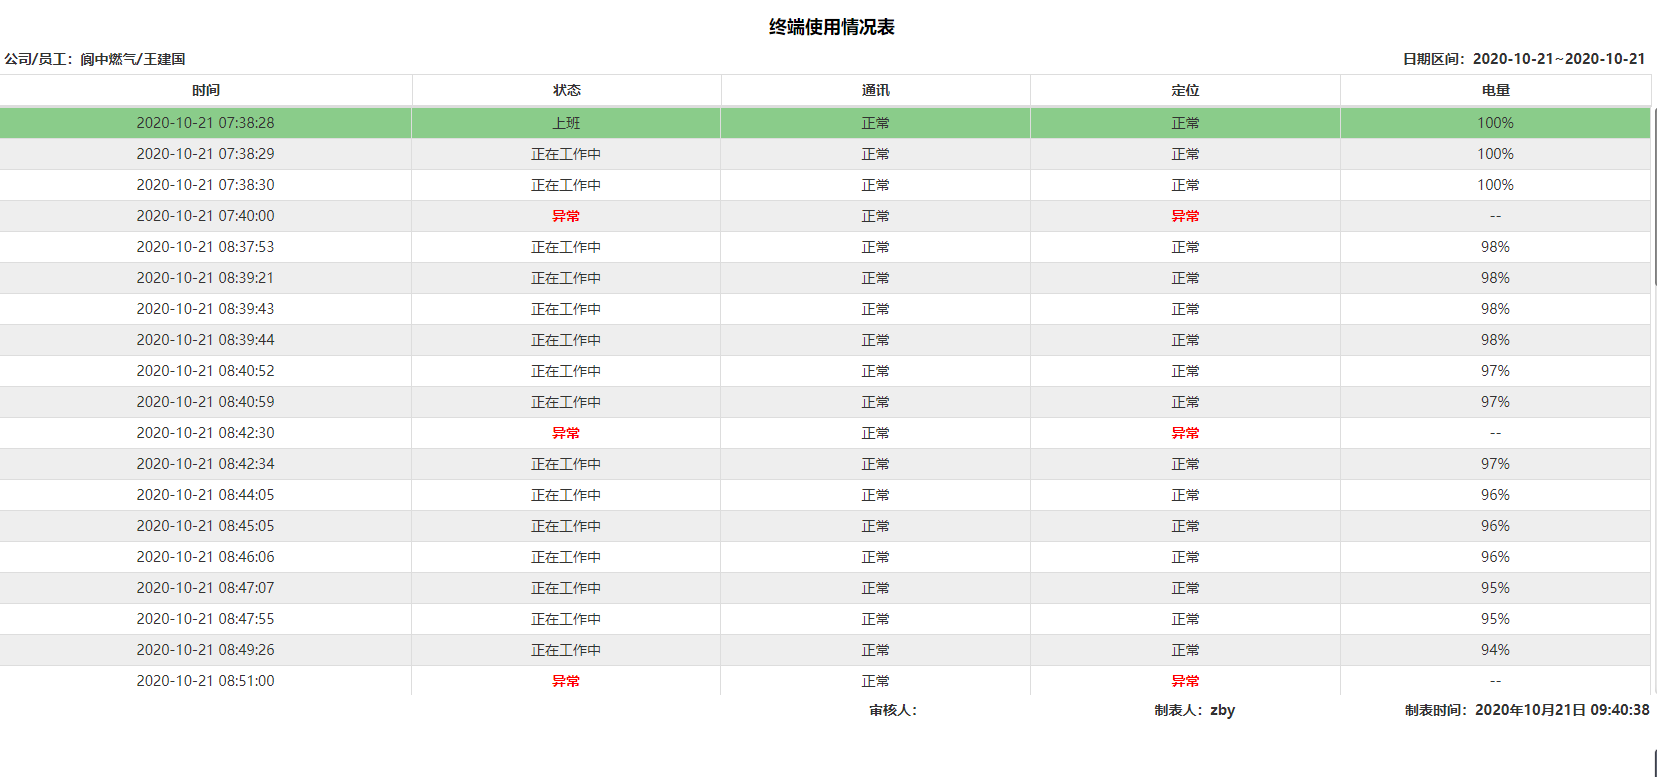 终端使用情况表
公司/员工：阆中燃气/王建国 日期区间：2020-10-21~2020-10-21
时间 状态 通讯 定位 电量
2020-10-21 07:38:28 上班 正常 正常 100%
2020-10-21 07:38:29 正在工作中 正常 正常 100%
2020-10-21 07:38:30 正在工作中 正常 正常 100%
2020-10-21 07:40:00 异常 正常 异常 --
2020-10-21 08:37:53 正在工作中 正常 正常 98%
2020-10-21 08:39:21 正在工作中 正常 正常 98%
2020-10-21 08:39:43 正在工作中 正常 正常 98%
2020-10-21 08:39:44 正在工作中 正常 正常 98%
2020-10-21 08:40:52 正在工作中 正常 正常 97%
2020-10-21 08:40:59 正在工作中 正常 正常 97%
2020-10-21 08:42:30 异常 正常 异常 --
2020-10-21 08:42:34 正在工作中 正常 正常 97%
2020-10-21 08:44:05 正在工作中 正常 正常 96%
2020-10-21 08:45:05 正在工作中 正常 正常 96%
2020-10-21 08:46:06 正在工作中 正常 正常 96%
2020-10-21 08:47:07 正在工作中 正常 正常 95%
2020-10-21 08:47:55 正在工作中 正常 正常 95%
2020-10-21 08:49:26 正在工作中 正常 正常 94%
2020-10-21 08:51:00 异常 正常 异常 --
审核人： 制表人：zby 制表时间：2020年10月21日 09:40:38